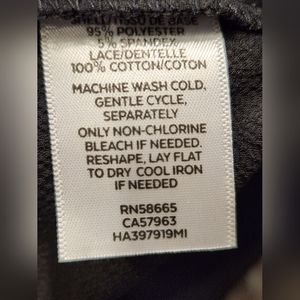 SHELL/TISSU DE BASE
95% POLYESTER
5% SPANDEX
LACE/DENTELLE
100% COTTON/COTON
MACHINE WASH COLD,
GENTLE CYCLE,
SEPARATELY
ONLY NON-CHLORINE
BLEACH IF NEEDED.
RESHAPE, LAY FLAT
TO DRY COOL IRON
IF NEEDED
RN58665
CA57963
HA397919MI